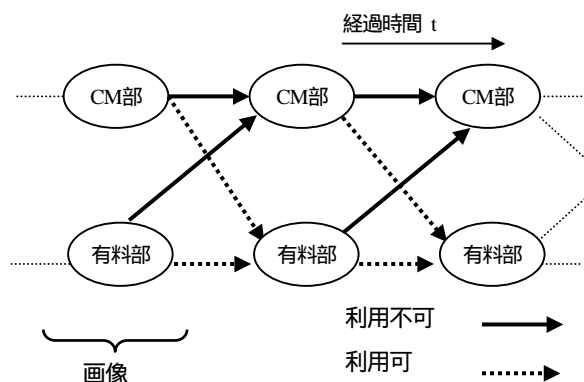 経過時間 t
CM部 CM部 CM部
有料部 有料部 有料部
利用不可
利用可
画像